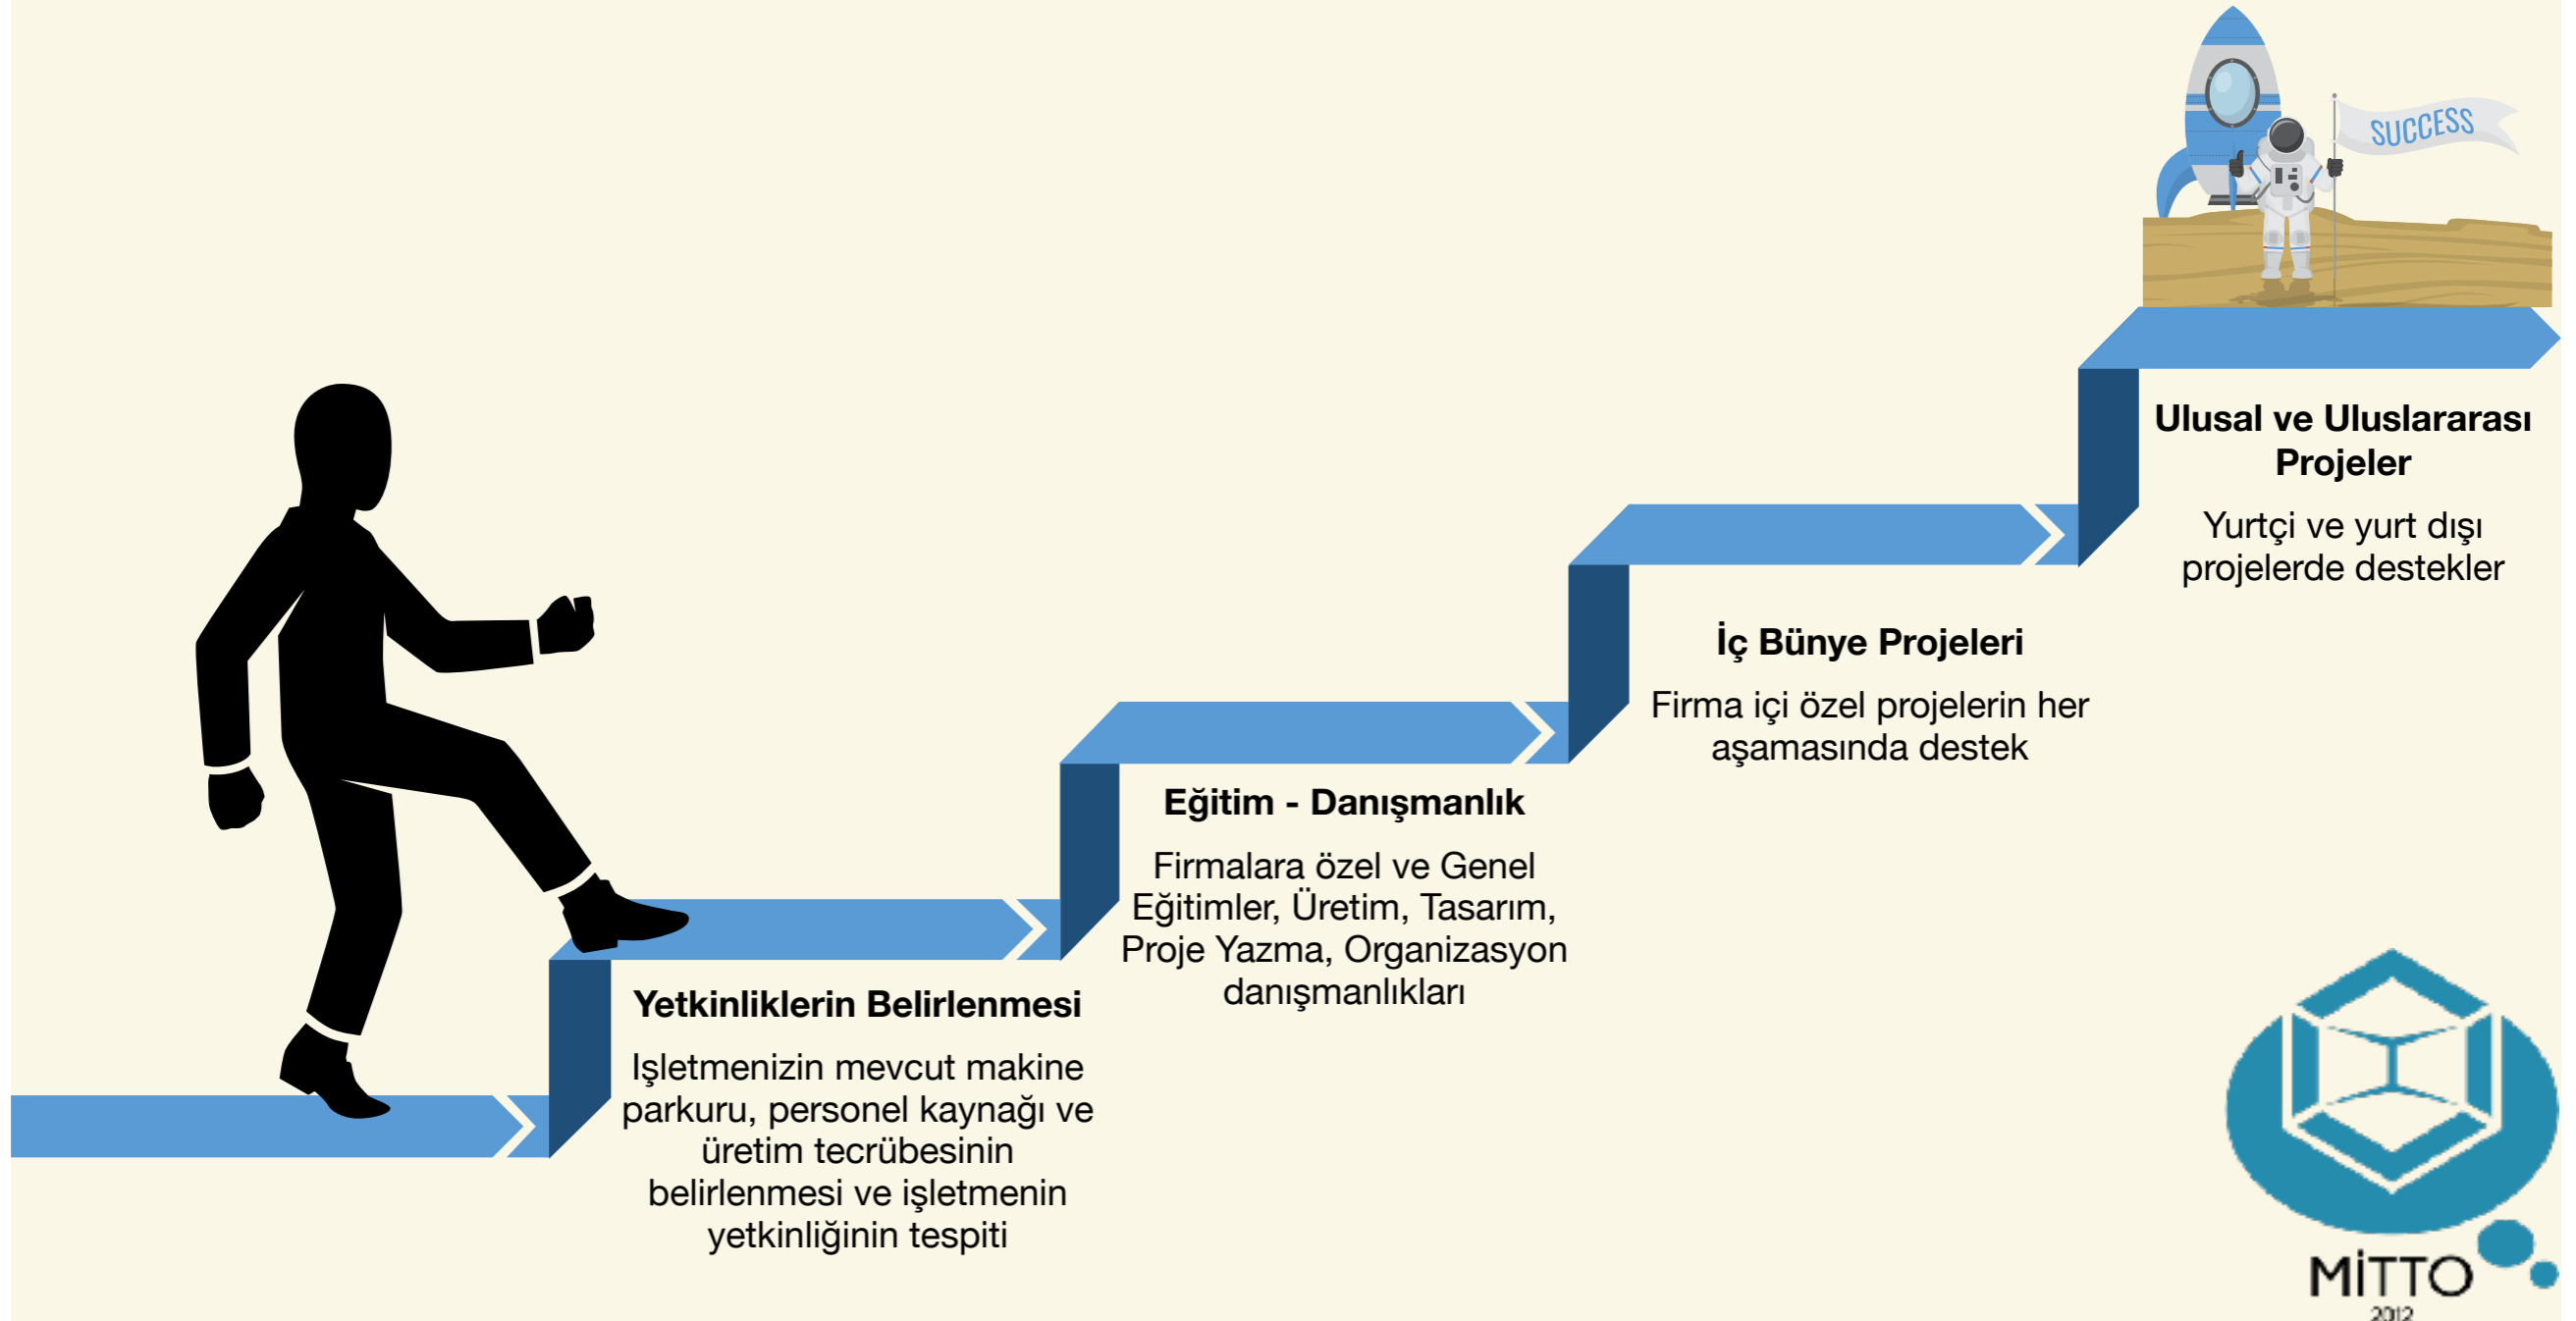 SUCCESS
Ulusal ve Uluslararası
Projeler
Yurtçi ve yurt dışı
projelerde destekler
İç Bünye Projeleri
Firma içi özel projelerin her
aşamasında destek
Eğitim - Danışmanlık
Firmalara özel ve Genel
Eğitimler, Üretim, Tasarım,
Proje Yazma, Organizasyon
danışmanlıkları
Yetkinliklerin Belirlenmesi
Işletmenizin mevcut makine
parkuru, personel kaynağı ve
üretim tecrübesinin
belirlenmesi ve işletmenin
yetkinliğinin tespiti
MİTTO
2012